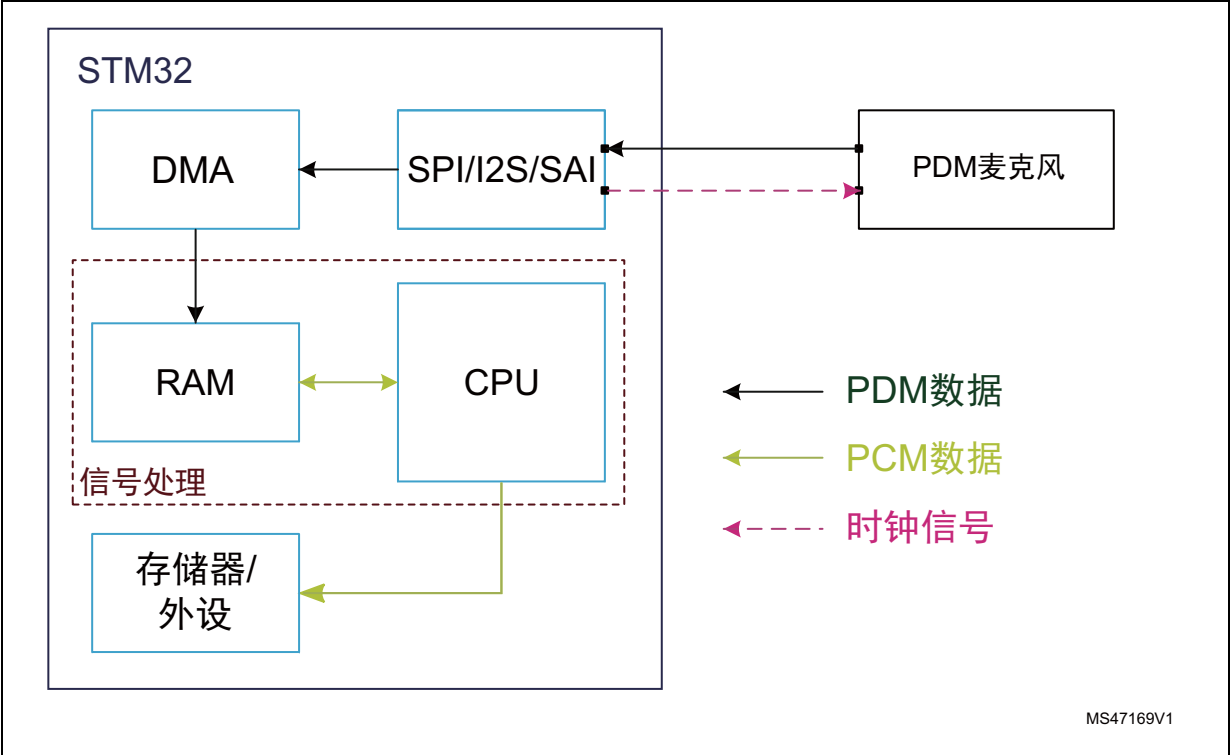 STM32
DMA
SPI/I2S/SAI
PDM麦克风
RAM
CPU
信号处理
存储器/
外设
PDM数据
PCM数据
时钟信号
MS47169V1